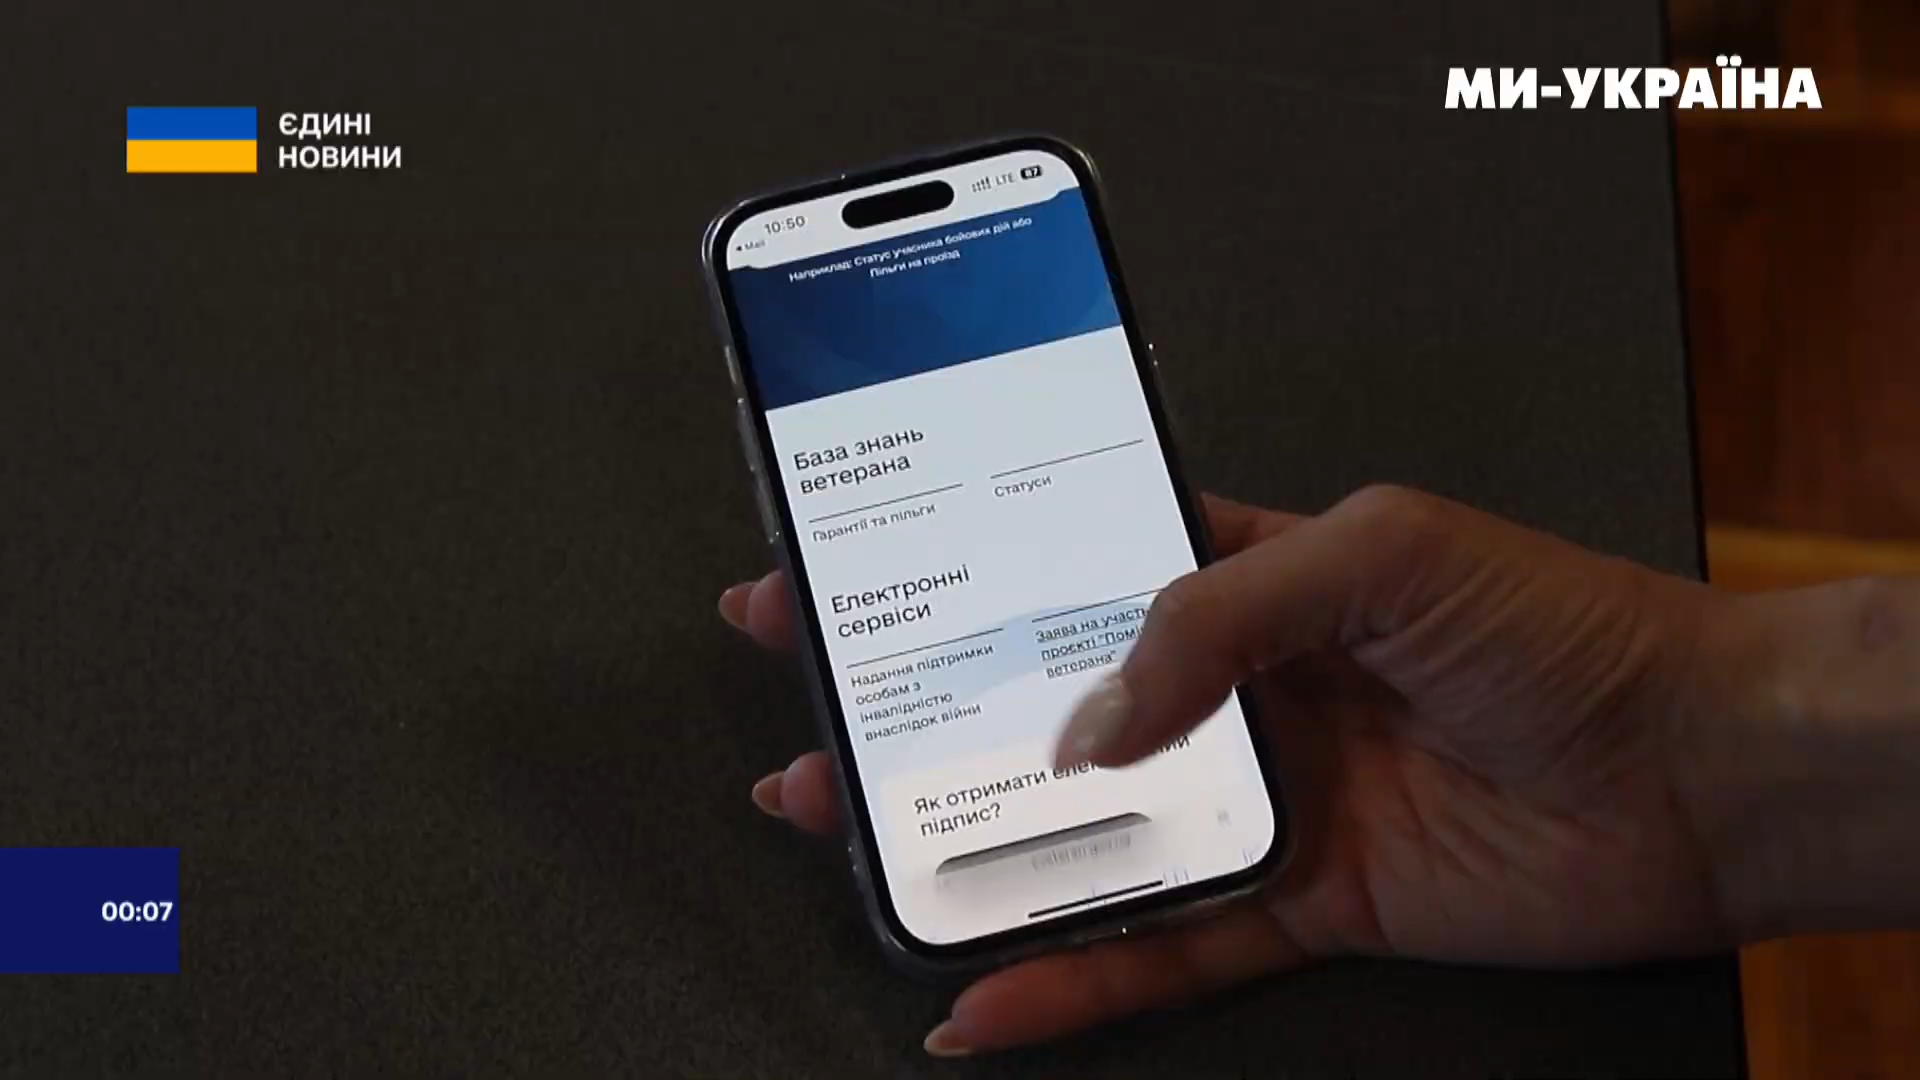 ЄДИНІ
НОВИНИ
МИ-УКРАЇНА
10:50
LTE 87
Mail
Наприклад: Статус учасника бойових дій або
Пільги на проїзд
База знань
ветерана
Гарантії та пільги
Статуси
Електронні
сервіси
Надання підтримки
особам з
інвалідністю
внаслідок війни
Заява на участь
проєкті
ветерана"
Як отримати
підпис?
00:07